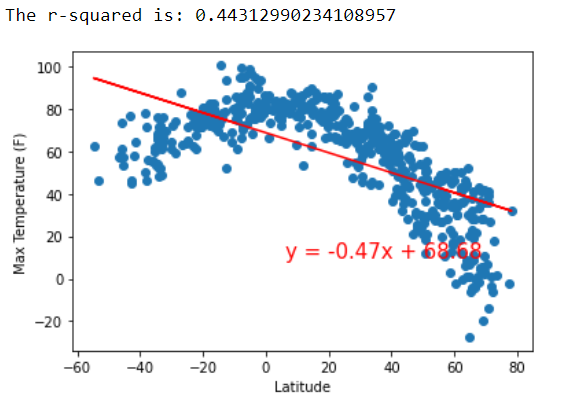 The r-squared is: 0.44312990234108957
100
80
60
40
20
0
−20
Max Temperature (F)
y = -0.47x + 68.68
−60 −40 −20 0 20 40 60 80
Latitude